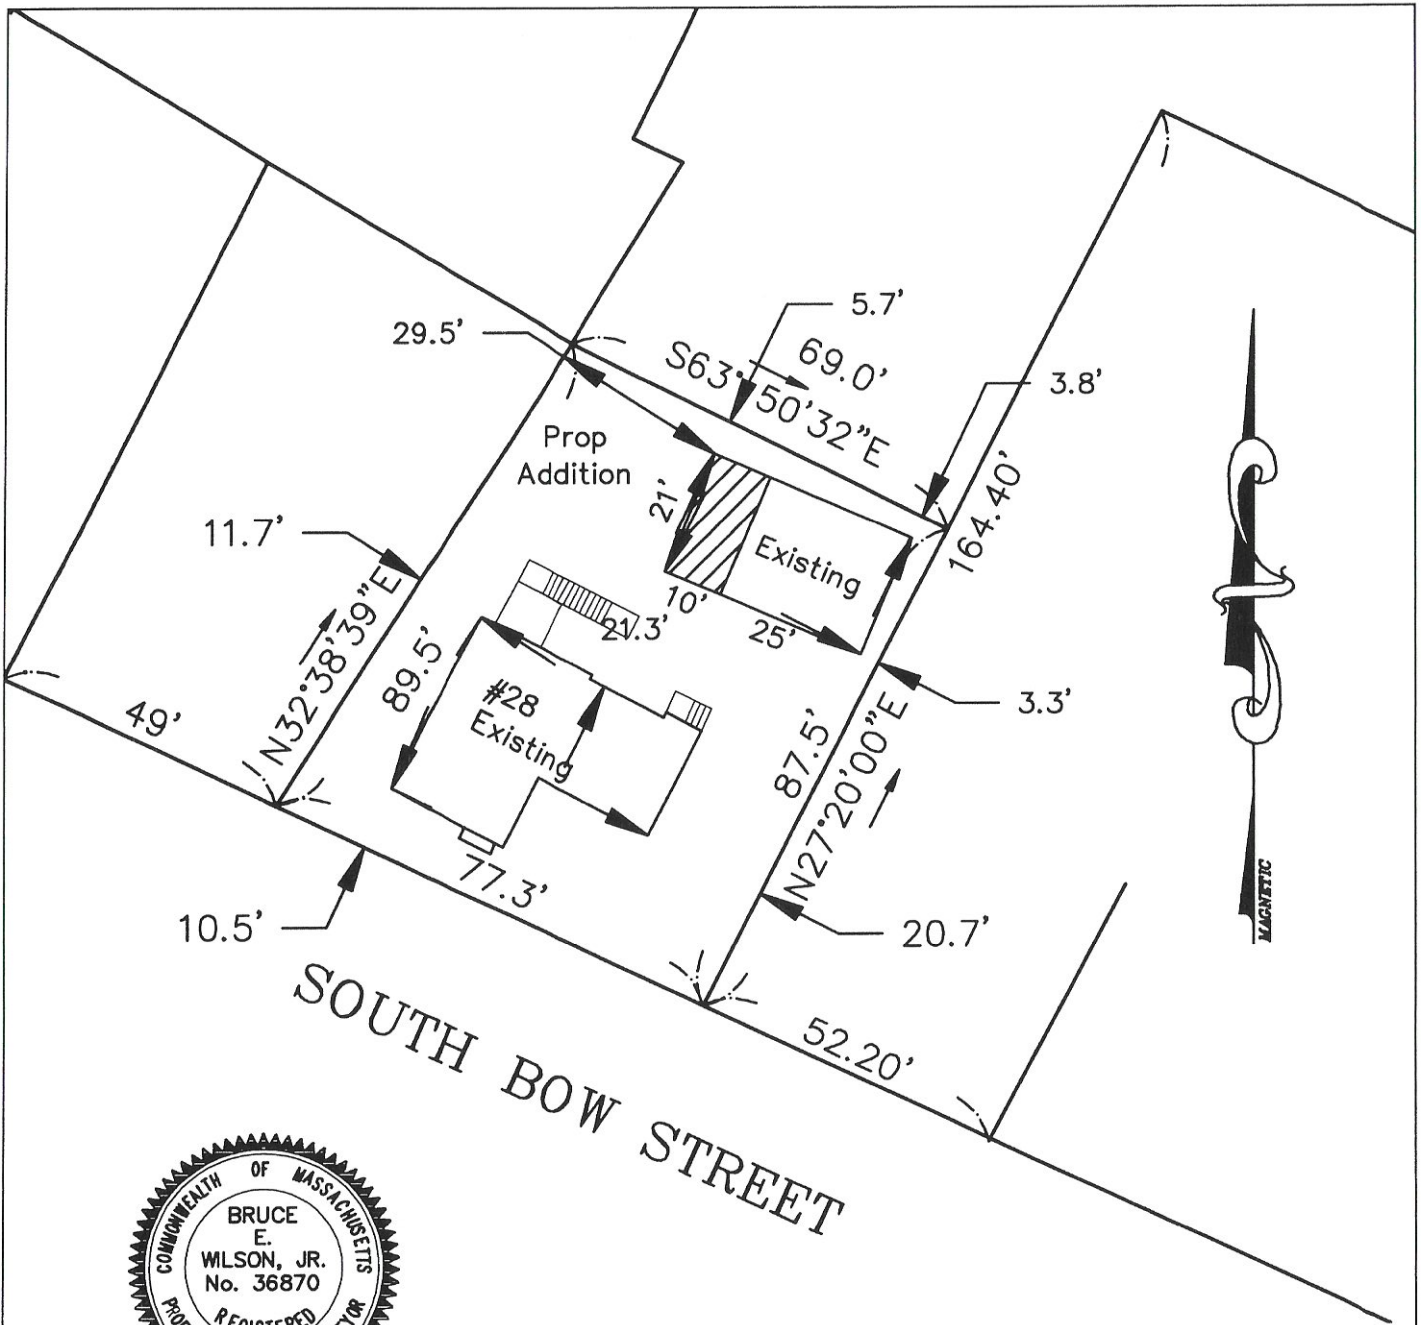 5.7'
29.5'
S63°50'32"E
69.0'
3.8'
Prop
Addition
21'
164.40'
11.7'
Existing
10'
25'
21.3'
N32°38'39"E
89.5'
#28
Existing
3.3'
49'
87.5'
N27°20'00"E
77.3'
10.5'
20.7'
MAGNETIC
SOUTH BOW STREET
52.20'
COMMONWEALTH OF MASSACHUSETTS
BRUCE
E.
WILSON, JR.
No. 36870
REGISTERED